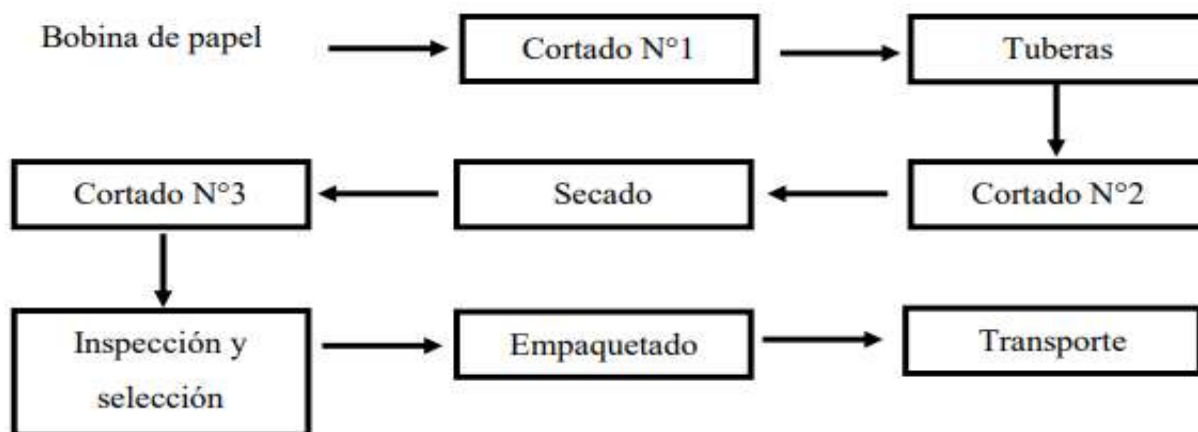 Bobina de papel
Cortado N°1
Tuberas
Cortado N°2
Secado
Cortado N°3
Inspección y
selección
Empaquetado
Transporte